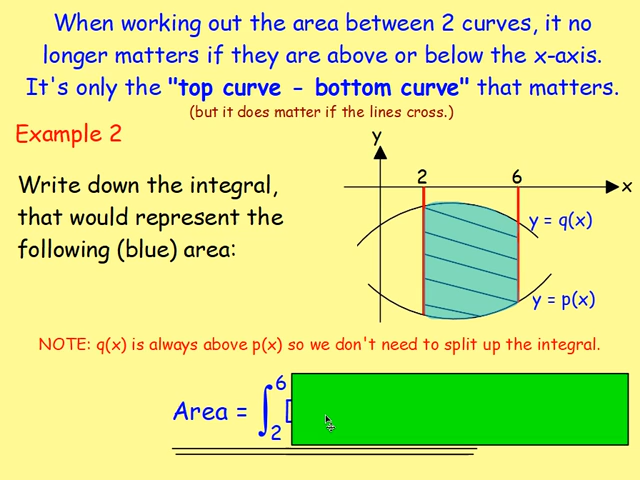 When working out the area between 2 curves, it no
longer matters if they are above or below the x-axis.
It's only the "top curve - bottom curve" that matters.
(but it does matter if the lines cross.)
Example 2
Write down the integral,
that would represent the
following (blue) area:
y
2 6
x
y = q(x)
y = p(x)
NOTE: q(x) is always above p(x) so we don't need to split up the integral.
Area = ∫₂⁶ [